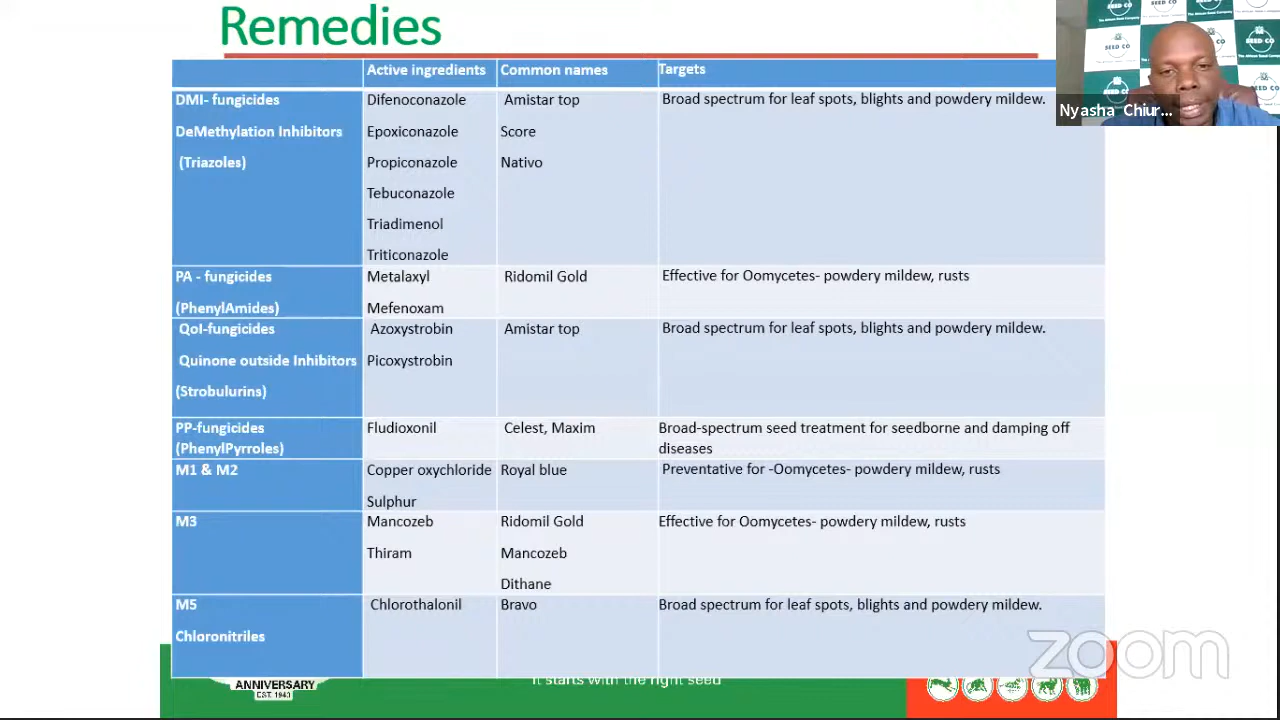 Remedies
Active ingredients Common names Targets
DMI- fungicides Difenoconazole Amistar top Broad spectrum for leaf spots, blights and powdery mildew.
DeMethylation Inhibitors Epoxiconazole Score
(Triazoles) Propiconazole Nativo
Tebuconazole
Triadimenol
Triticonazole
PA - fungicides Metalaxyl Ridomil Gold Effective for Oomycetes- powdery mildew, rusts
(PhenylAmides) Mefenoxam
QoI-fungicides Azoxystrobin Amistar top Broad spectrum for leaf spots, blights and powdery mildew.
Quinone outside Inhibitors Picoxystrobin
(Strobulurins)
PP-fungicides Fludioxonil Celest, Maxim Broad-spectrum seed treatment for seedborne and damping off
(PhenylPyrroles) diseases
M1 & M2 Copper oxychloride Royal blue Preventative for -Oomycetes- powdery mildew, rusts
Sulphur
M3 Mancozeb Ridomil Gold Effective for Oomycetes- powdery mildew, rusts
Thiram Mancozeb
Dithane
M5 Chlorothalonil Bravo Broad spectrum for leaf spots, blights and powdery mildew.
Chloronitriles
ANNIVERSARY
EST. 1940
It starts with the right seed
zoom
SEED CO
SEED CO
Nyasha Chiur...